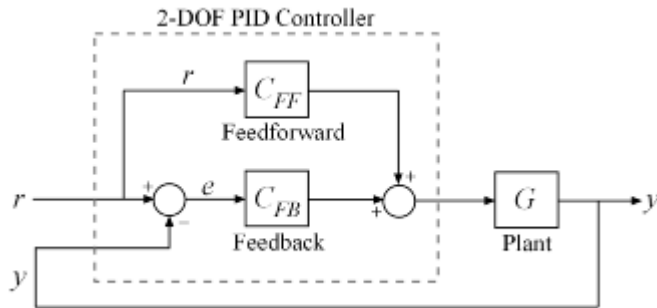 2-DOF PID Controller
r
C_FF
+
Feedforward
r
+
e
C_FB
+
G
y
−
Feedback
Plant
y